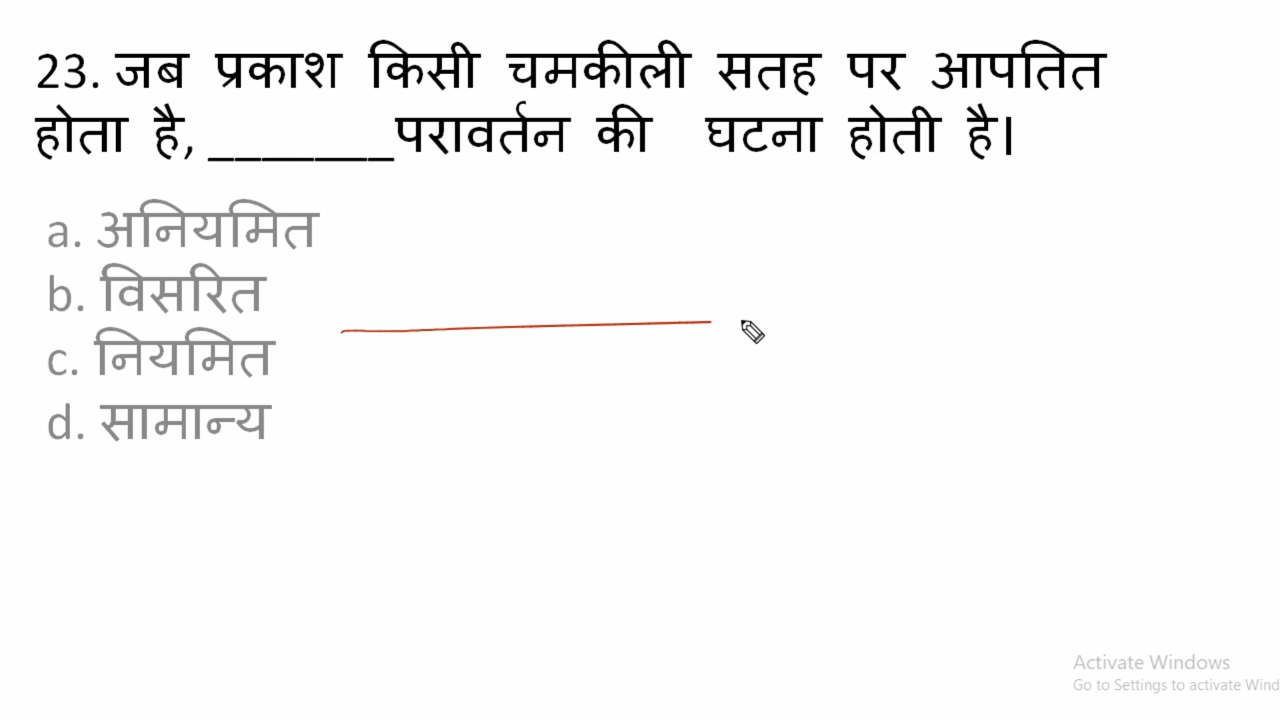 23. जब प्रकाश किसी चमकीली सतह पर आपतित
होता है, _______परावर्तन की घटना होती है।
a. अनियमित
b. विसरित
c. नियमित
d. सामान्य
Activate Windows
Go to Settings to activate Wind